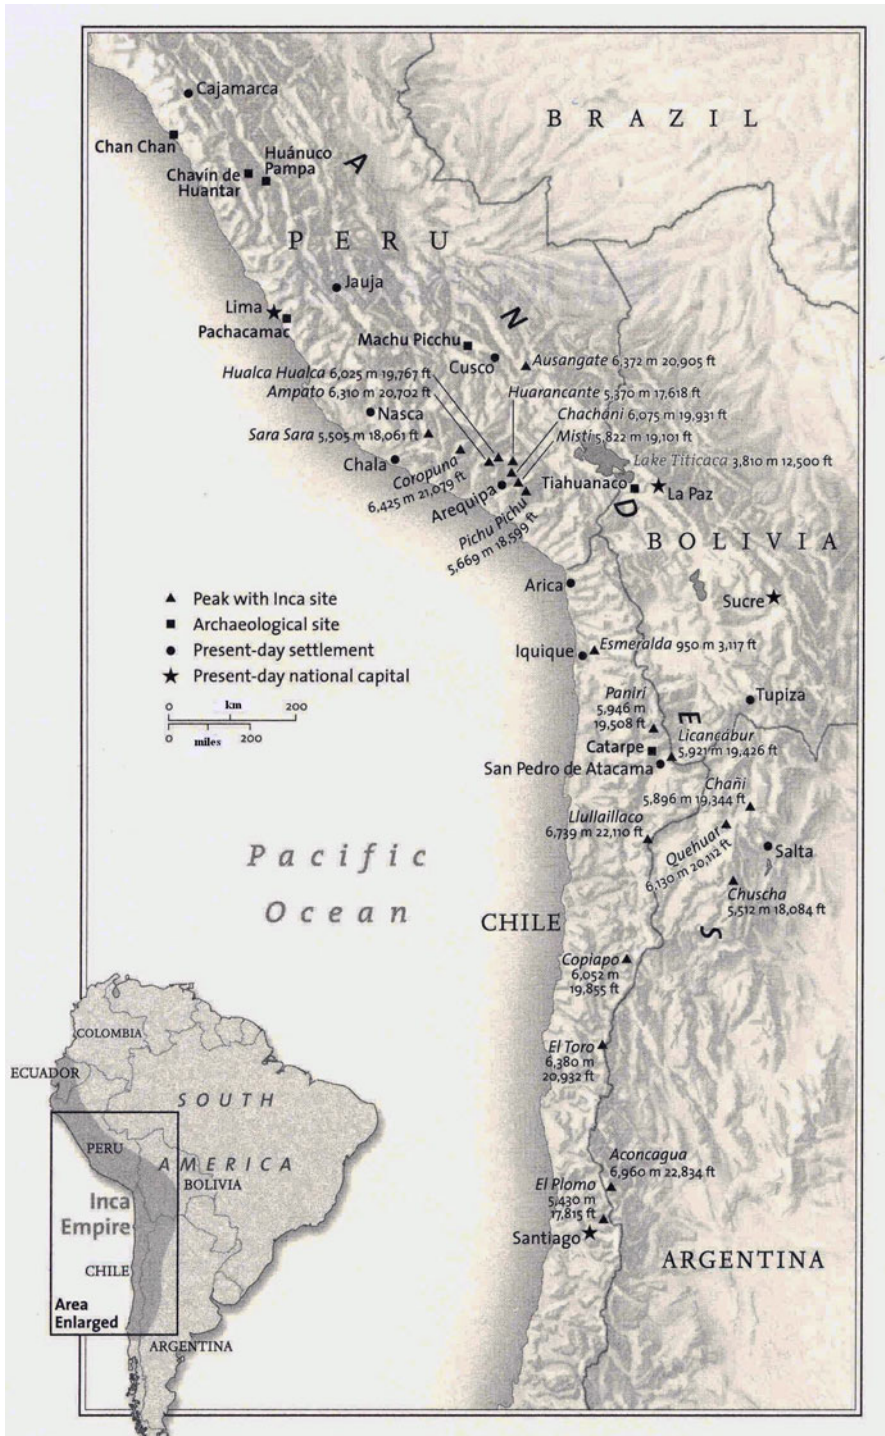 Cajamarca
BRAZIL
Chan Chan
Huánuco
Pampa
Chavín de
Huantar
A
PERU
Jauja
N
Lima
Pachacamac
Machu Picchu
Cusco
Ausangate 6,372 m 20,905 ft
Hualca Hualca 6,025 m 19,767 ft
Ampato 6,310 m 20,702 ft
Huarancante 5,370 m 17,618 ft
Chachani 6,075 m 19,931 ft
Misti 5,822 m 19,101 ft
Nasca
Sara Sara 5,505 m 18,061 ft
Chala
Coropuna
6,425 m 21,079 ft
Arequipa
Pichu Pichu
5,669 m 18,599 ft
Lake Titicaca 3,810 m 12,500 ft
Tiahuanaco
La Paz
D
BOLIVIA
Arica
Sucre
Peak with Inca site
Archaeological site
Present-day settlement
Present-day national capital
0 km 200
0 miles 200
Iquique
Esmeralda 950 m 3,117 ft
Paniri
5,946 m
19,508 ft
E
Tupiza
Licancabur
5,921 m 19,426 ft
Catarpe
San Pedro de Atacama
Chañi
5,896 m 19,344 ft
Llullaillaco
6,739 m 22,110 ft
Quehuar
6,130 m 20,112 ft
Salta
Chuscha
5,512 m 18,084 ft
Pacific
Ocean
CHILE
S
Copiapo
6,052 m
19,855 ft
El Toro
6,380 m
20,932 ft
Aconcagua
6,960 m 22,834 ft
El Plomo
5,430 m
17,815 ft
Santiago
ARGENTINA
COLOMBIA
ECUADOR
SOUTH
AMERICA
PERU
BOLIVIA
Inca
Empire
CHILE
Area
Enlarged
ARGENTINA